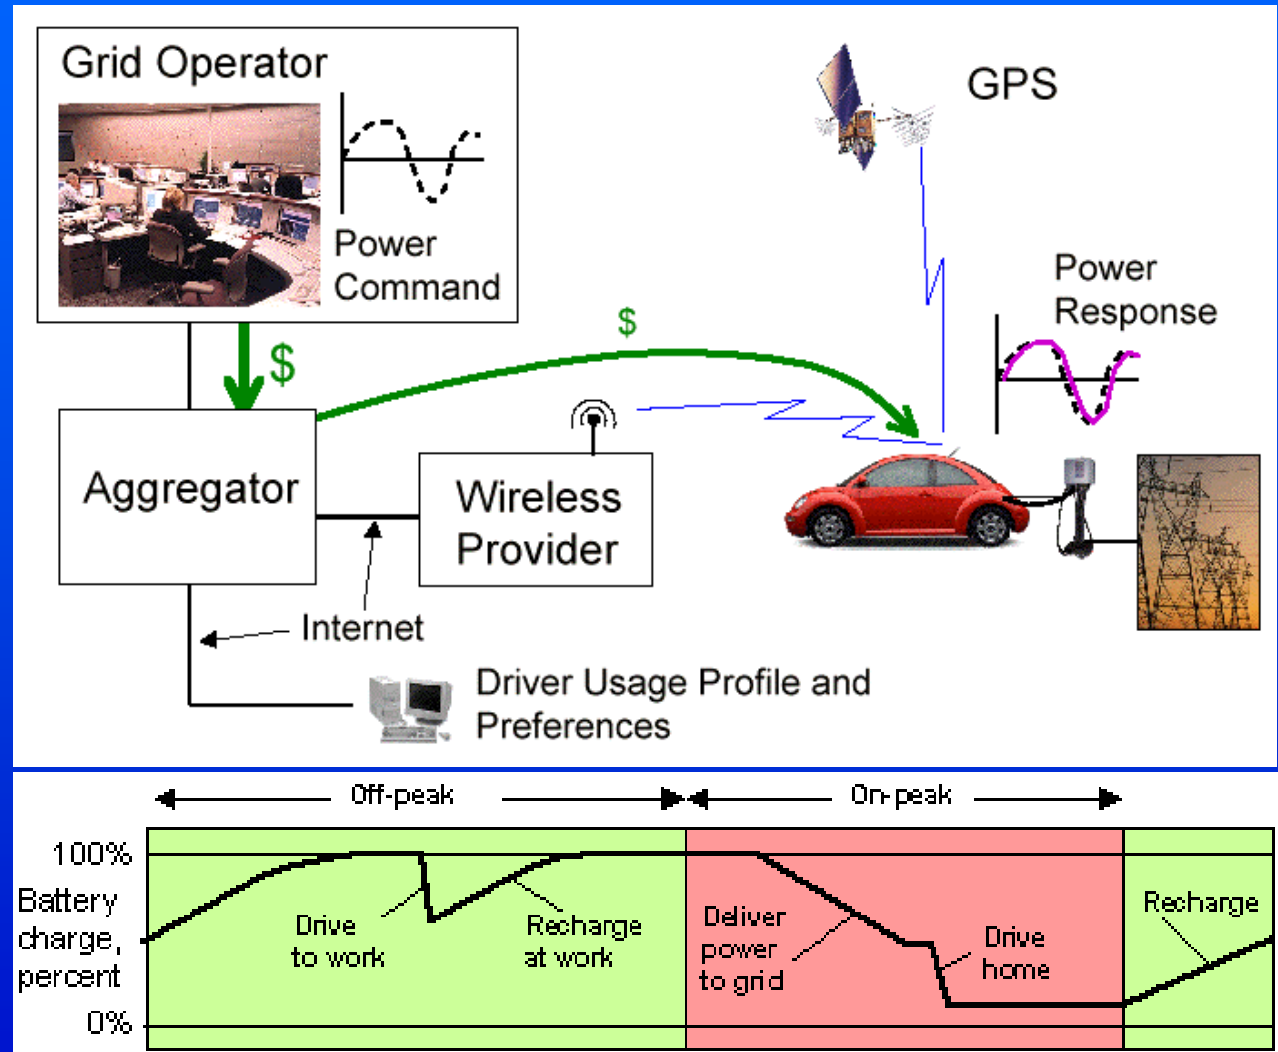 Grid Operator
Power
Command
GPS
Power
Response
$
$
Aggregator
Wireless
Provider
Internet
Driver Usage Profile and
Preferences
Off-peak
On-peak
100%
Battery
charge,
percent
0%
Drive
to work
Recharge
at work
Deliver
power
to grid
Drive
home
Recharge